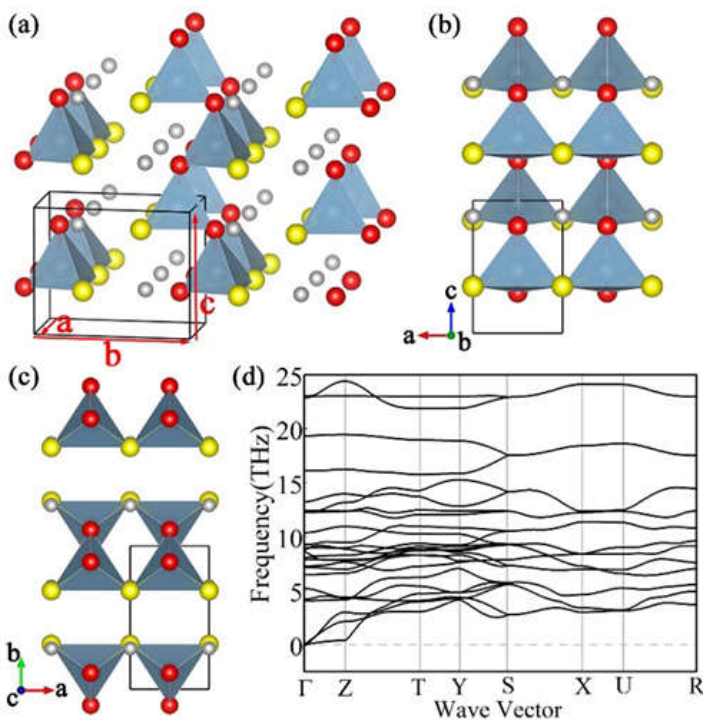 (a)
a
b
c
(b)
c
a
b
(c)
b
c
a
(d)
Frequency(THz)
25
20
15
10
5
0
Γ Z T Y S X U R
Wave Vector